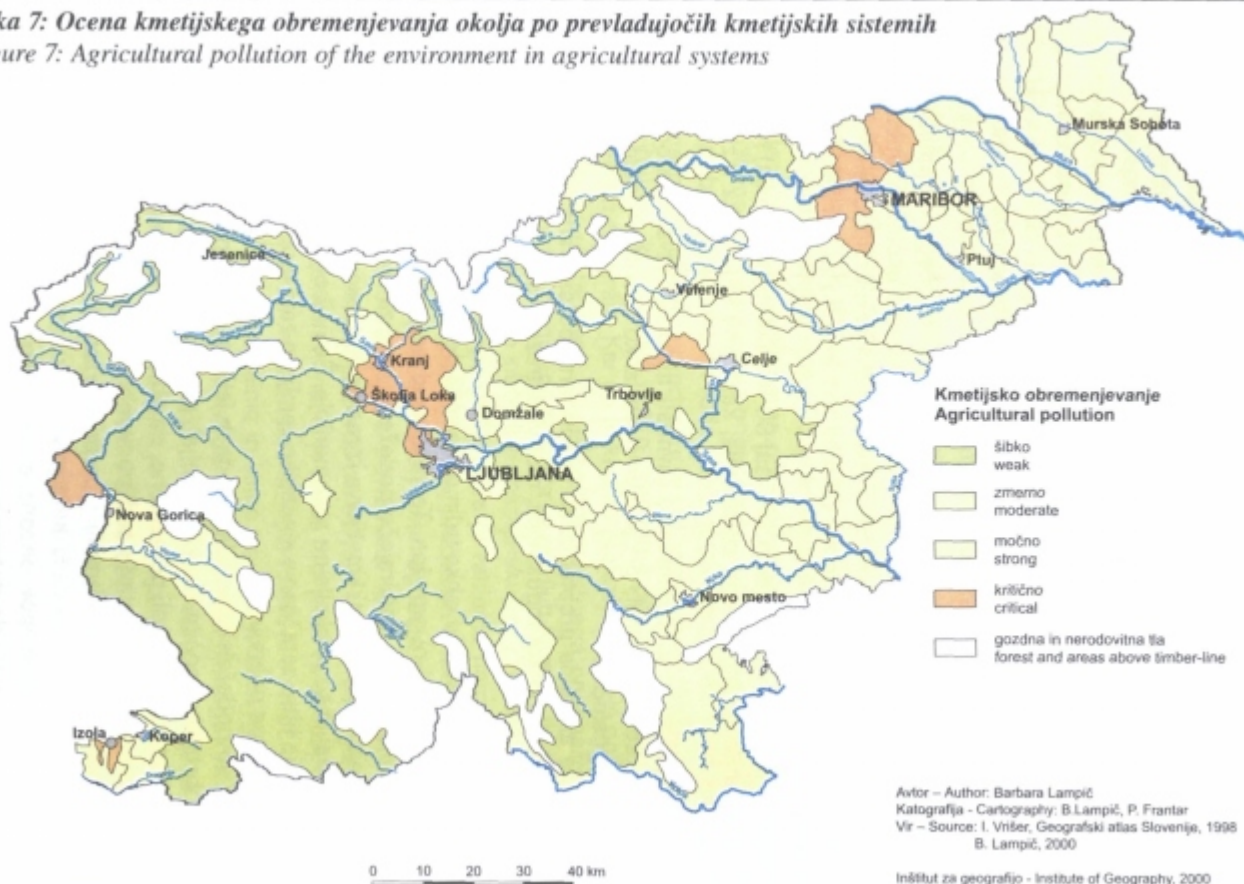 ka 7: Ocena kmetijskega obremenjevanja okolja po prevladujočih kmetijskih sistemih
ure 7: Agricultural pollution of the environment in agricultural systems
Murska Sobota
MARIBOR
Jesenice
Ptuj
Velenje
Kranj
Celje
Škofja Loka
Trbovlje
Domžale
LJUBLJANA
Nova Gorica
Novo mesto
Izola
Koper
Kmetijsko obremenjevanje
Agricultural pollution
šibko
weak
zmerno
moderate
močno
strong
kritično
critical
gozdna in nerodovitna tla
forest and areas above timber-line
Avtor – Author: Barbara Lampič
Katografija - Cartography: B.Lampič, P. Frantar
Vir – Source: I. Vrišer, Geografski atlas Slovenije, 1998
B. Lampič, 2000
0 10 20 30 40 km
Inštitut za geografijo - Institute of Geography, 2000